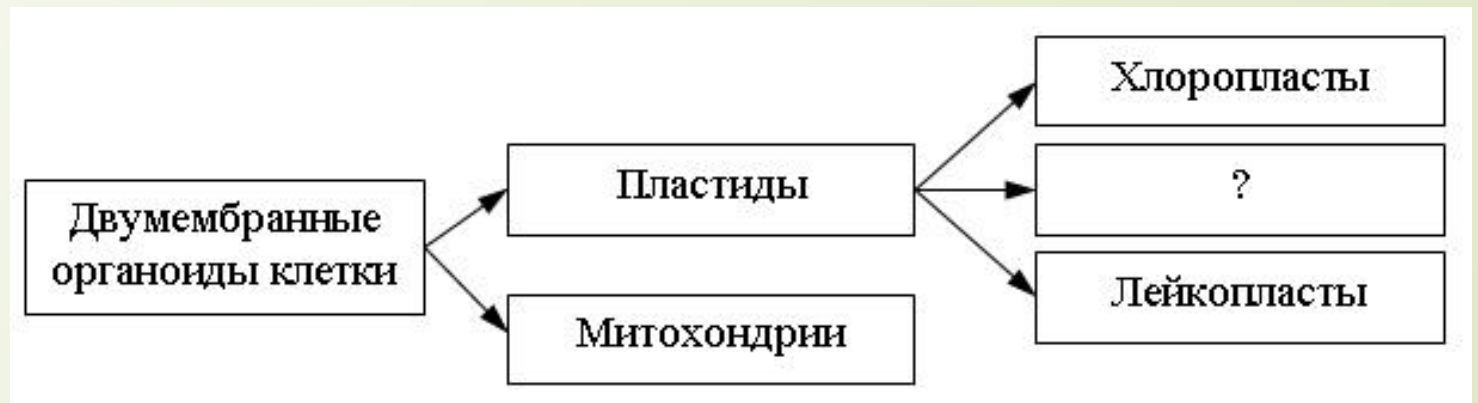 Двумембранные
органоиды клетки
Пластиды
Митохондрии
Хлоропласты
?
Лейкопласты